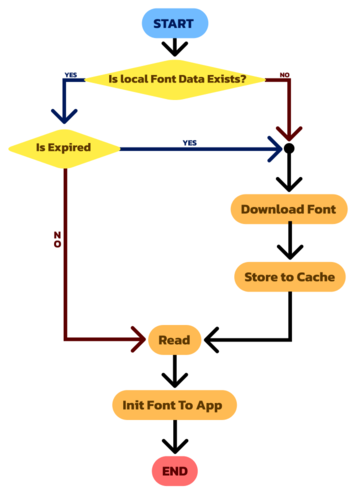 START
Is local Font Data Exists?
YES
NO
Is Expired
YES
Download Font
NO
Store to Cache
Read
Init Font To App
END